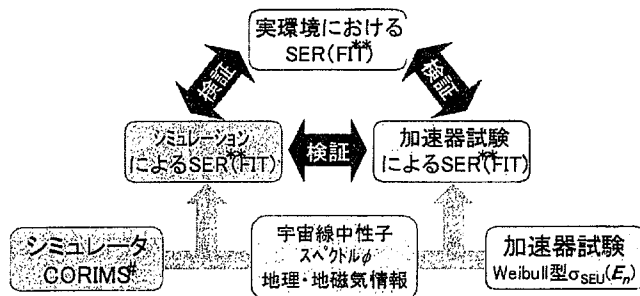 実環境における
SER(FIT)**
検証
検証
シミュレーション
によるSER**(FIT)
検証
加速器試験
によるSER**(FIT)
シミュレータ
CORIMS#
宇宙線中性子
スペクトルφ
地理・地磁気情報
加速器試験
Weibull型σSEU(En)